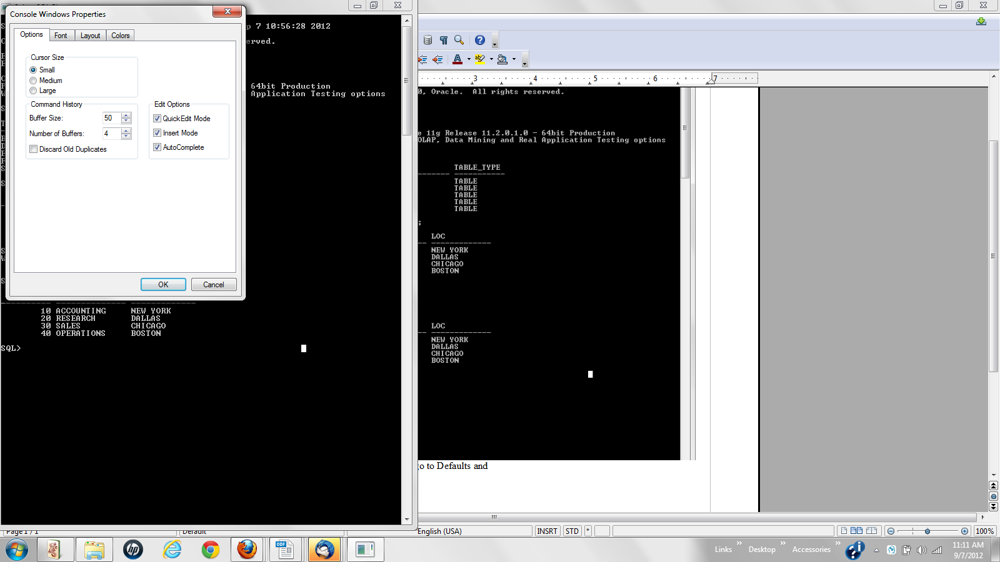 Console Windows Properties
Options Font Layout Colors
Cursor Size
Small
Medium
Large
Command History
Buffer Size: 50
Number of Buffers: 4
Discard Old Duplicates
Edit Options
QuickEdit Mode
Insert Mode
AutoComplete
OK Cancel
p 7 10:56:28 2012
erved.
64bit Production
Application Testing options
10 ACCOUNTING NEW YORK
20 RESEARCH DALLAS
30 SALES CHICAGO
40 OPERATIONS BOSTON
SQL>
3 4 5 6 7
0, Oracle. All rights reserved.
e 11g Release 11.2.0.1.0 - 64bit Production
OLAP, Data Mining and Real Application Testing options
TABLE_TYPE
------- -----------
TABLE
TABLE
TABLE
TABLE
TABLE
;
LOC
-- -------------
NEW YORK
DALLAS
CHICAGO
BOSTON
LOC
-- -------------
NEW YORK
DALLAS
CHICAGO
BOSTON
go to Defaults and
Page 1 / 1 Default English (USA) INSRT STD * 100%
Links » Desktop » Accessories »
11:11 AM
9/7/2012